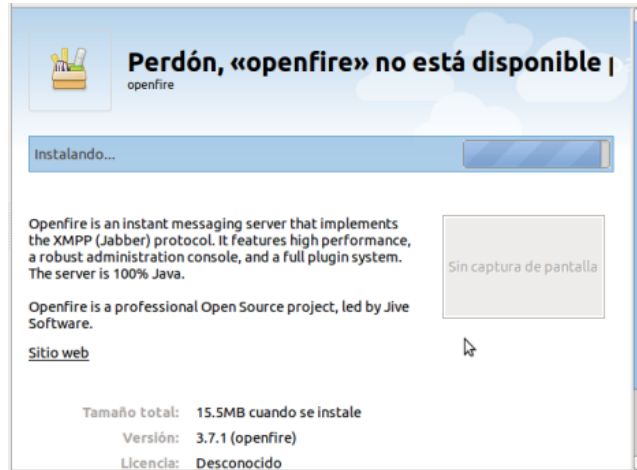 Perdón, «openfire» no está disponible
openfire
Instalando...
Openfire is an instant messaging server that implements
the XMPP (Jabber) protocol. It features high performance,
a robust administration console, and a full plugin system.
The server is 100% Java.
Openfire is a professional Open Source project, led by Jive
Software.
Sin captura de pantalla
Sitio web
Tamaño total: 15.5MB cuando se instale
Versión: 3.7.1 (openfire)
Licencia: Desconocido